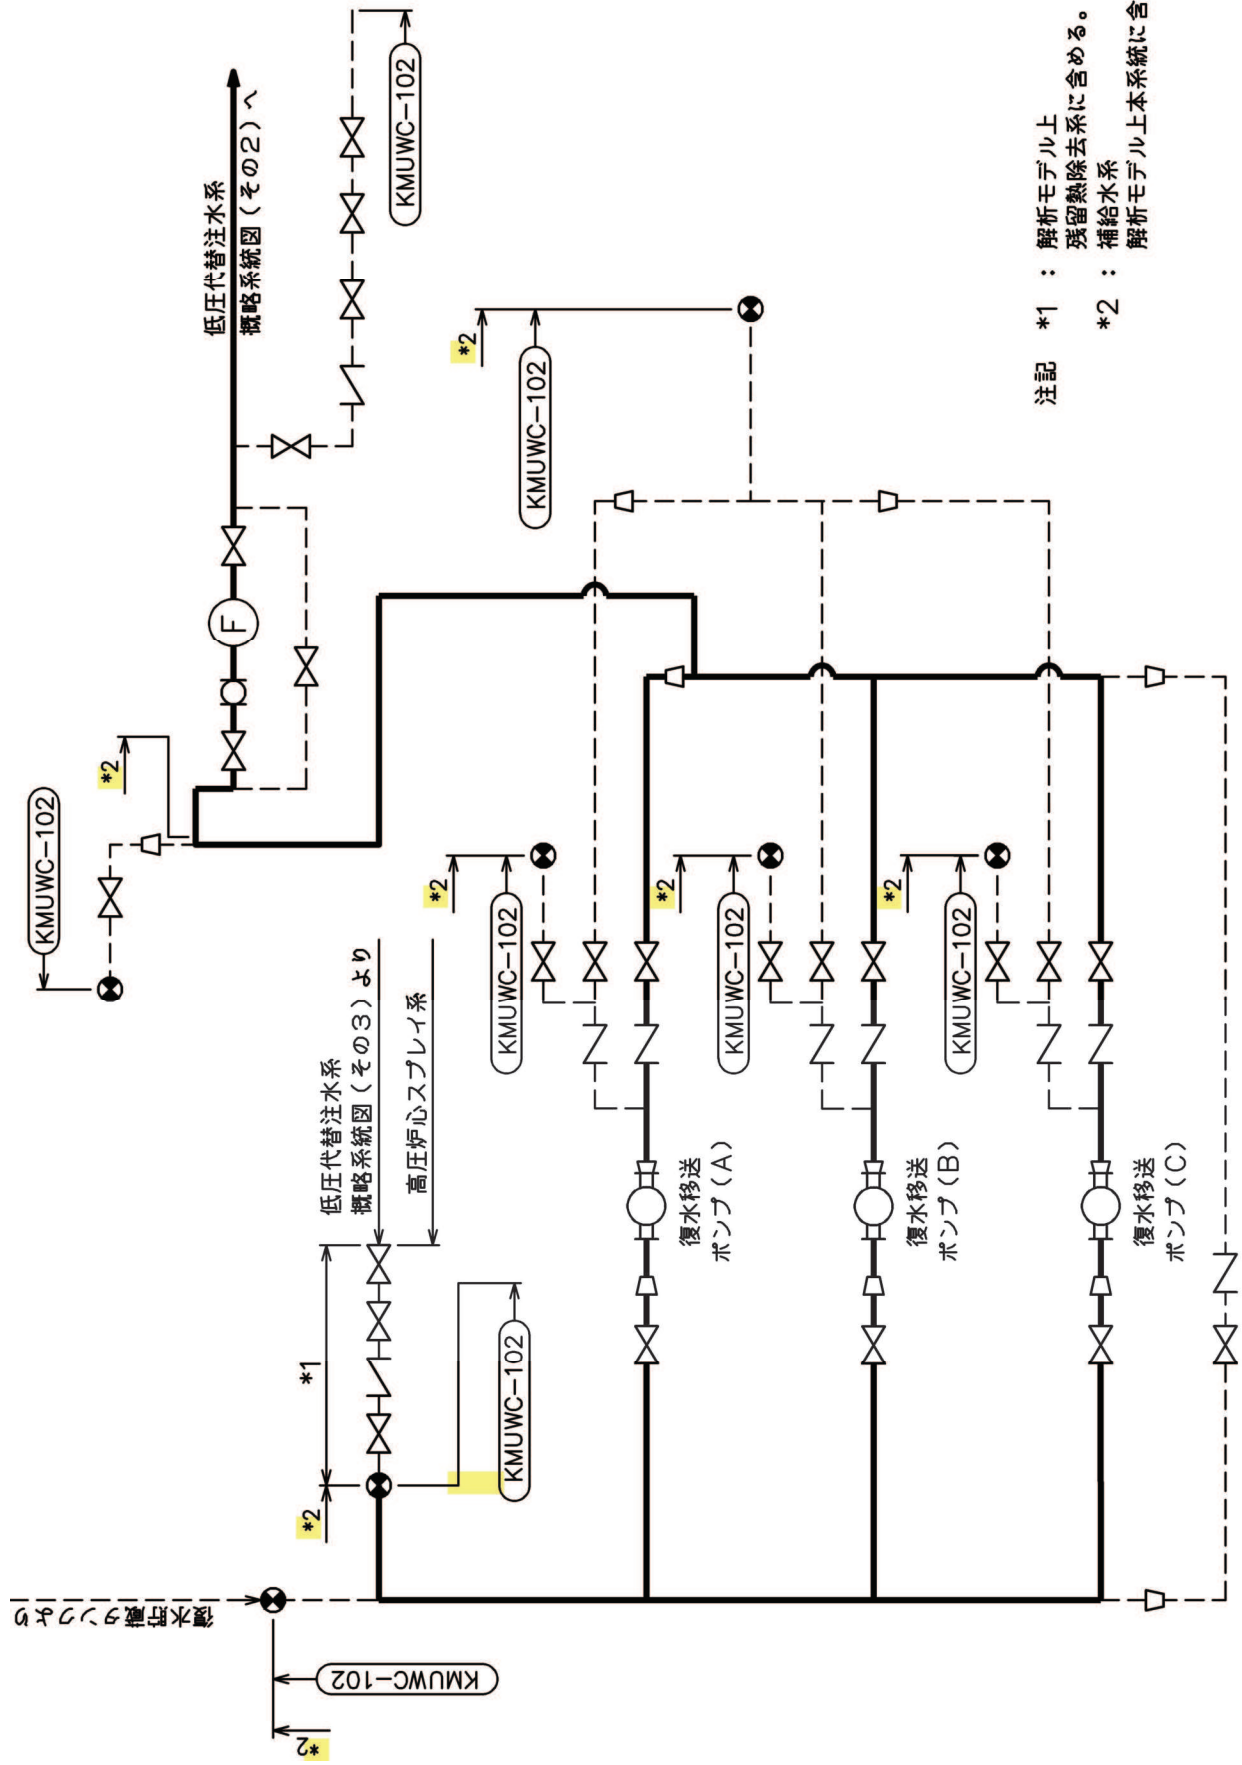 低圧代替注水系
概略系統図（その2）へ
KMUWC-102
*2
KMUWC-102
*2
KMUWC-102
低圧代替注水系
概略系統図（その3）より
高圧炉心スプレイ系
*1
*2
KMUWC-102
復水貯蔵タンクより
KMUWC-102
*2
F
*2
KMUWC-102
*2
KMUWC-102
*2
KMUWC-102
復水移送
ポンプ（A）
復水移送
ポンプ（B）
復水移送
ポンプ（C）
注記　*1　：　解析モデル上
残留熱除去系に含める。
*2　：　補給水系
解析モデル上本系統に含